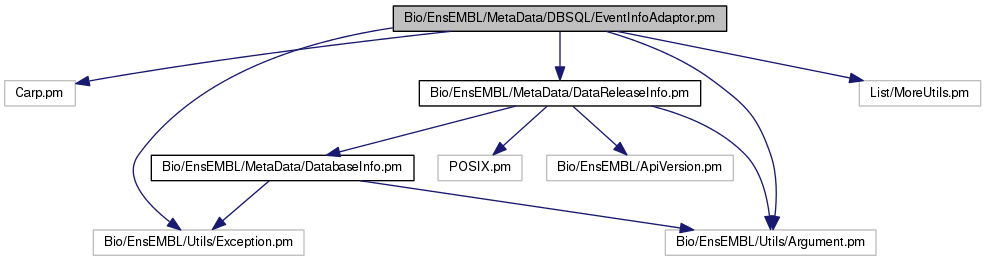 Bio/EnsEMBL/MetaData/DBSQL/EventInfoAdaptor.pm
Carp.pm
Bio/EnsEMBL/MetaData/DataReleaseInfo.pm
List/MoreUtils.pm
Bio/EnsEMBL/MetaData/DatabaseInfo.pm
POSIX.pm
Bio/EnsEMBL/ApiVersion.pm
Bio/EnsEMBL/Utils/Exception.pm
Bio/EnsEMBL/Utils/Argument.pm